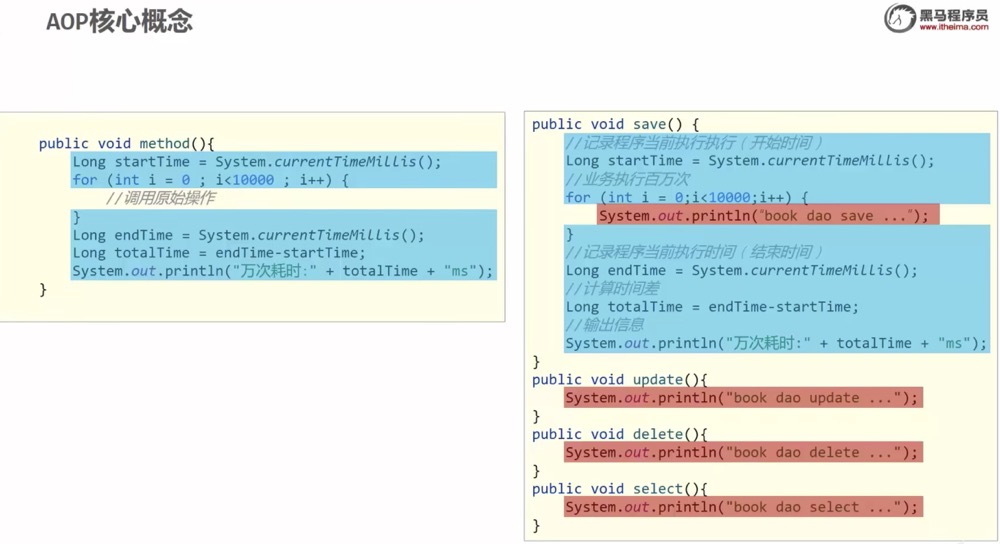 AOP核心概念
黑马程序员
www.itheima.com
public void method(){
Long startTime = System.currentTimeMillis();
for (int i = 0 ; i<10000 ; i++) {
//调用原始操作
}
Long endTime = System.currentTimeMillis();
Long totalTime = endTime-startTime;
System.out.println("万次耗时:" + totalTime + "ms");
}
public void save() {
//记录程序当前执行执行（开始时间）
Long startTime = System.currentTimeMillis();
//业务执行百万次
for (int i = 0;i<10000;i++) {
System.out.println("book dao save ...");
}
//记录程序当前执行时间（结束时间）
Long endTime = System.currentTimeMillis();
//计算时间差
Long totalTime = endTime-startTime;
//输出信息
System.out.println("万次耗时:" + totalTime + "ms");
}
public void update(){
System.out.println("book dao update ...");
}
public void delete(){
System.out.println("book dao delete ...");
}
public void select(){
System.out.println("book dao select ...");
}